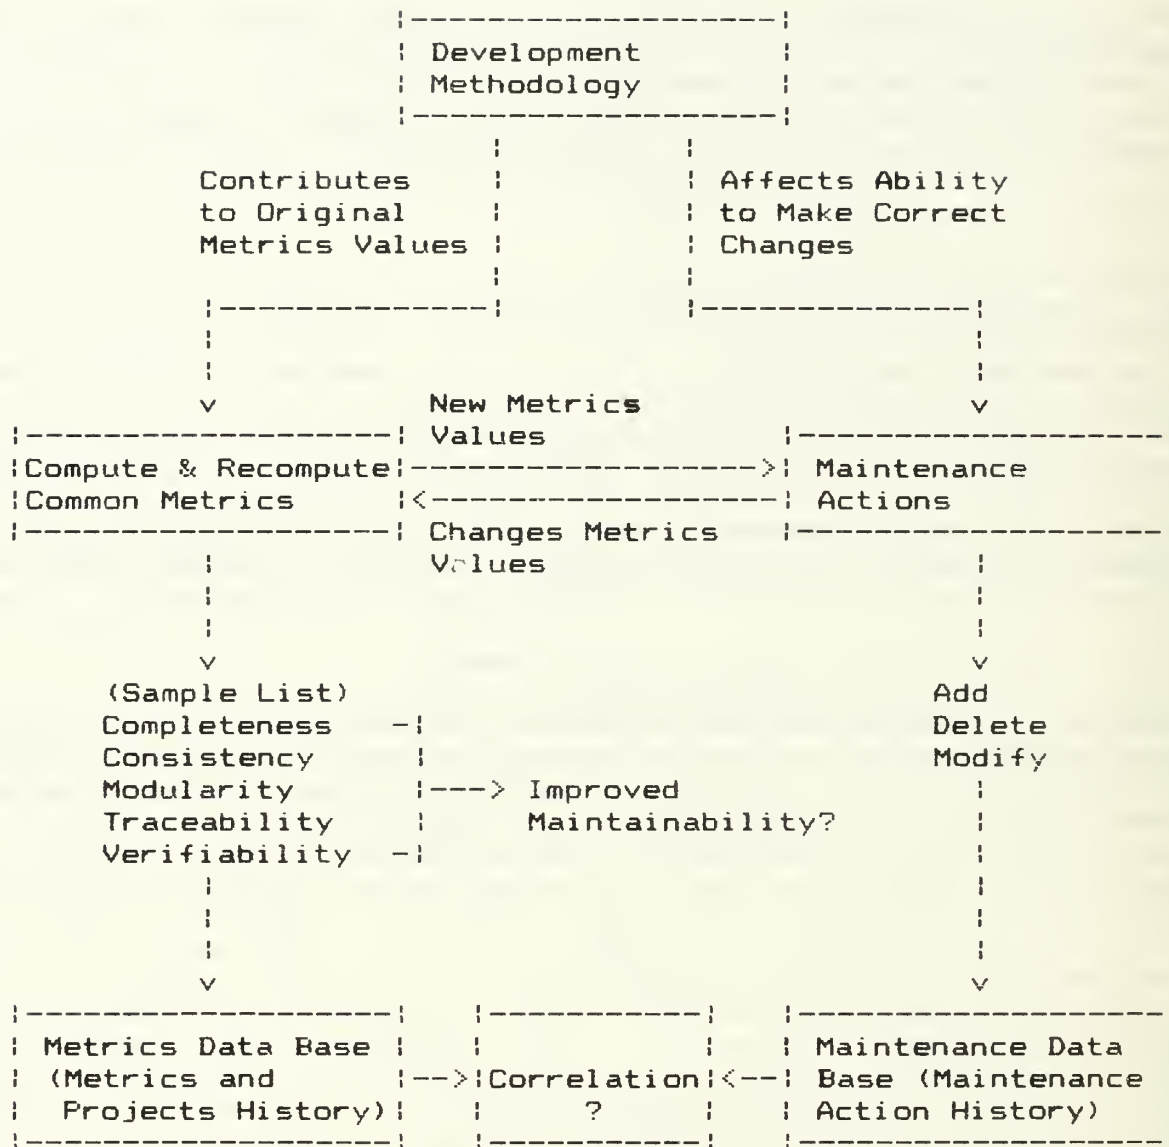 Development
Methodology
Contributes
to Original
Metrics Values
Affects Ability
to Make Correct
Changes
New Metrics
Values
Compute & Recompute
Common Metrics
Maintenance
Actions
Changes Metrics
Values
(Sample List)
Completeness
Consistency
Modularity
Traceability
Verifiability
Improved
Maintainability?
Add
Delete
Modify
Metrics Data Base
(Metrics and
Projects History)
Correlation
?
Maintenance Data
Base (Maintenance
Action History)